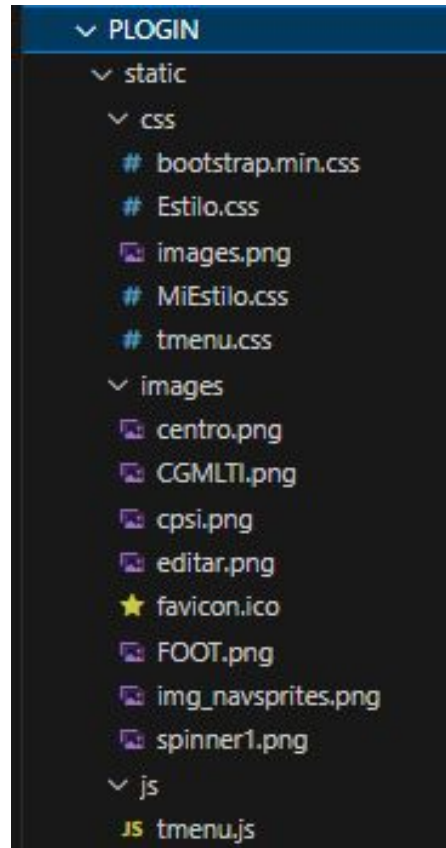 PLOGIN
static
css
# bootstrap.min.css
# Estilo.css
images.png
# MiEstilo.css
# tmenu.css
images
centro.png
CGMLTI.png
cpsi.png
editar.png
favicon.ico
FOOT.png
img_navsprites.png
spinner1.png
js
JS tmenu.js